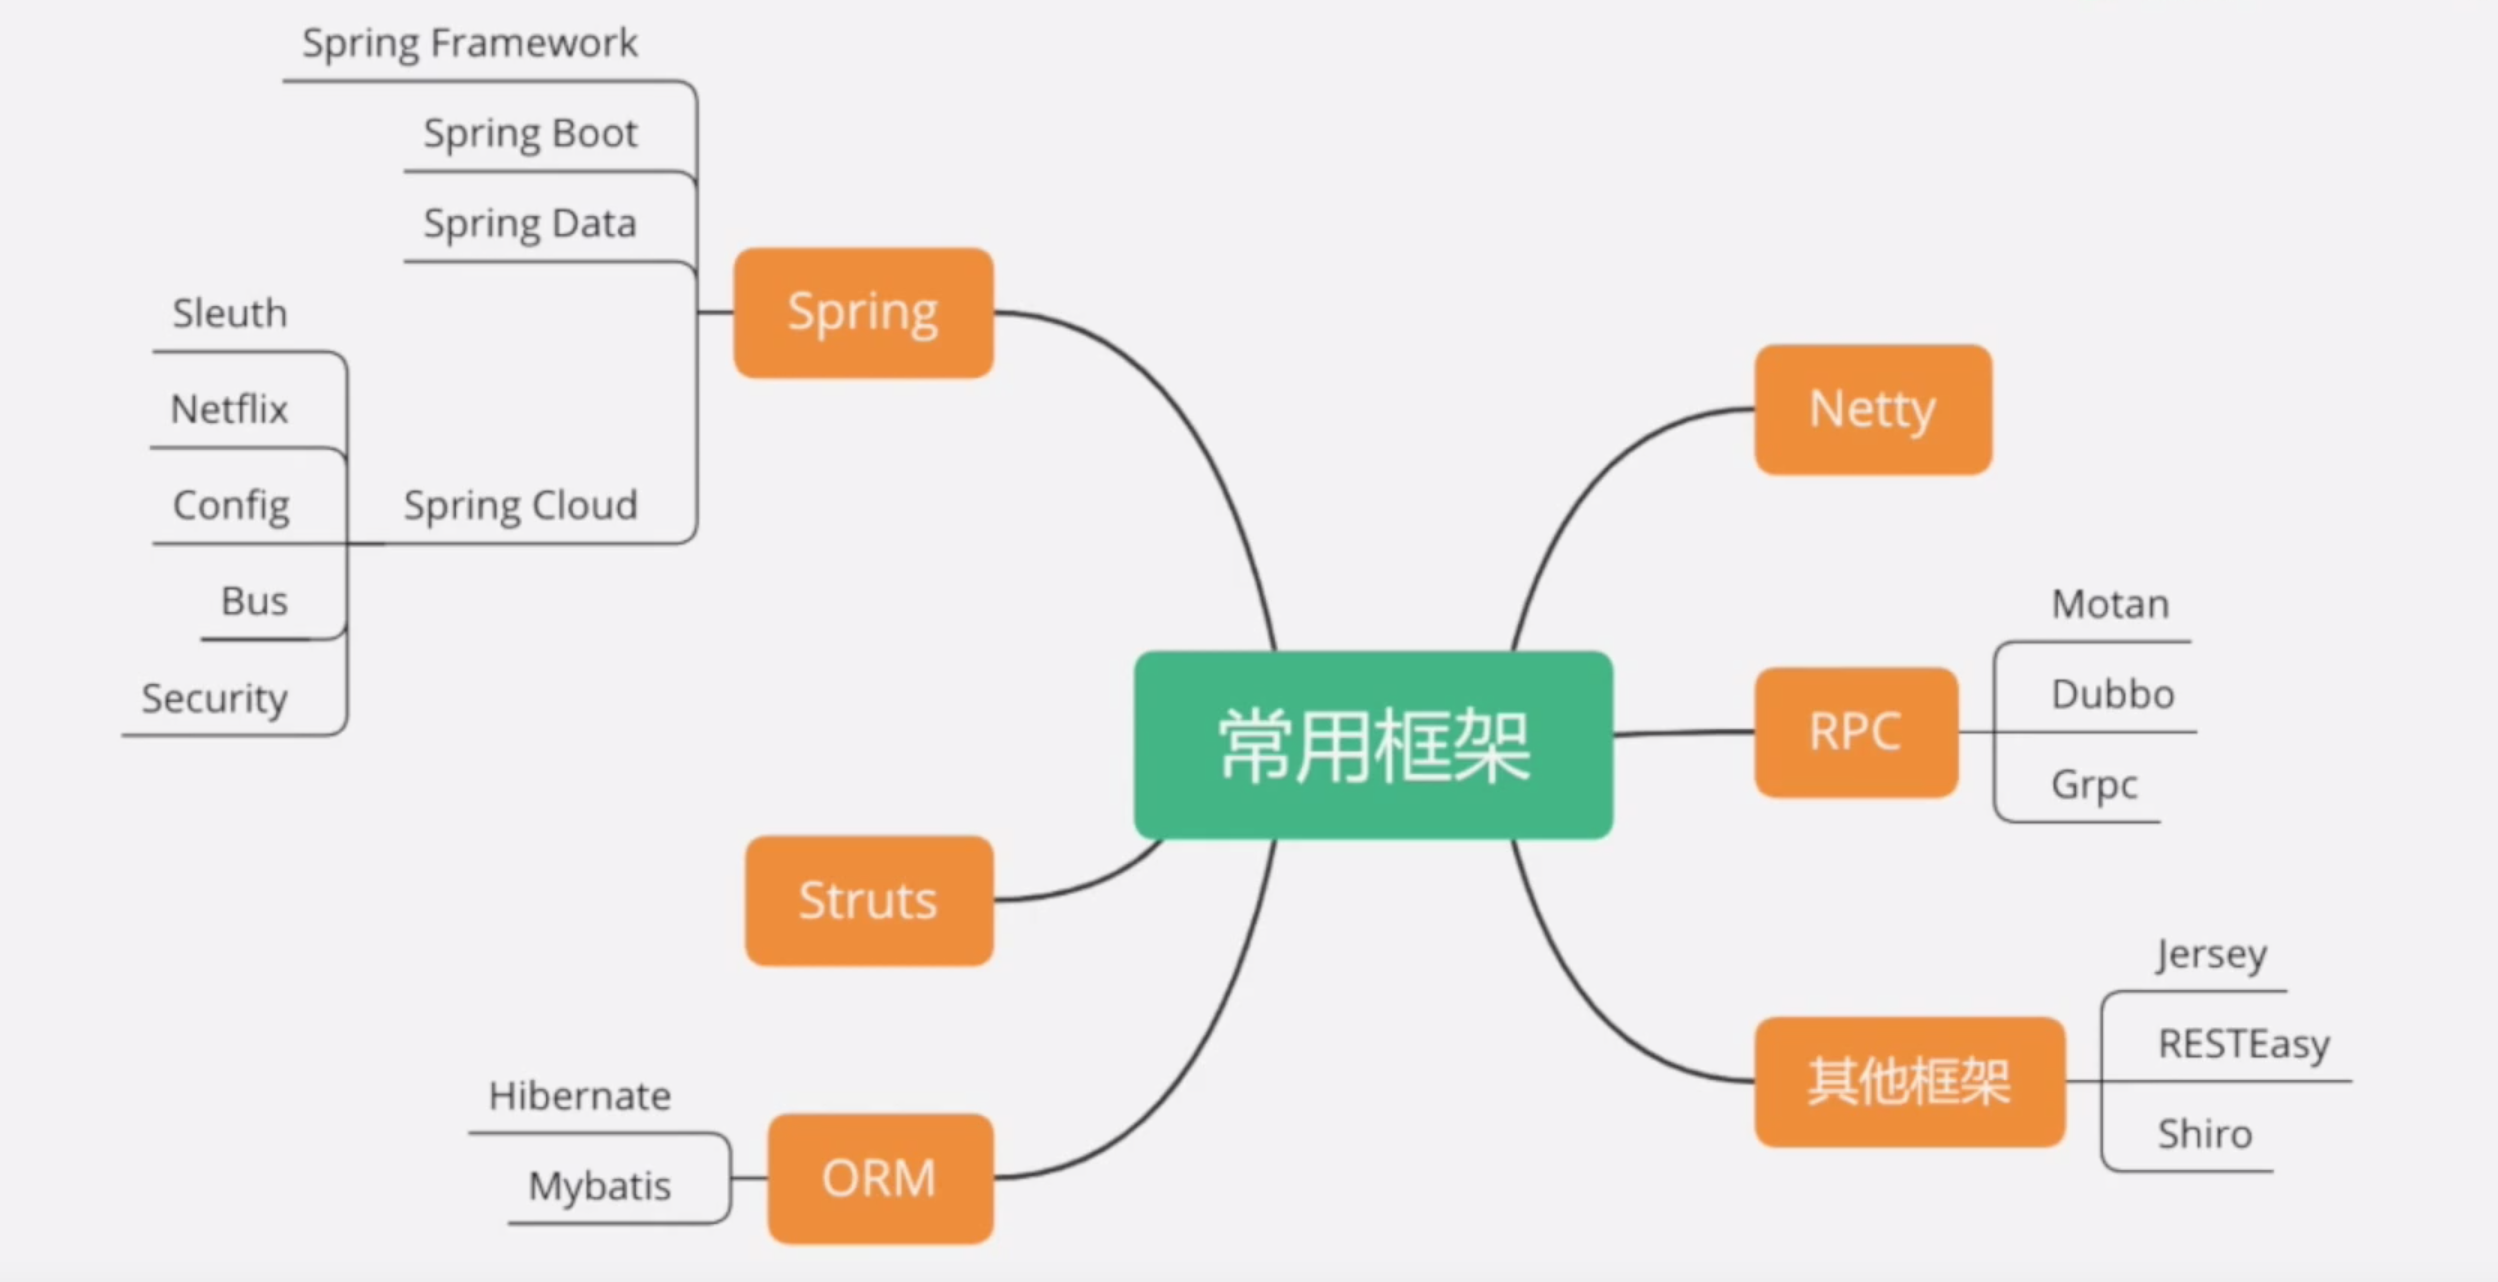 Spring Framework
Spring Boot
Spring Data
Spring
Sleuth
Netflix
Config
Spring Cloud
Bus
Security
Netty
常用框架
Motan
Dubbo
RPC
Grpc
Struts
Jersey
RESTEasy
其他框架
Shiro
Hibernate
ORM
Mybatis